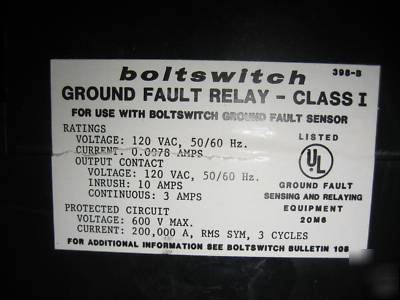 boltswitch 398-B
GROUND FAULT RELAY - CLASS I
FOR USE WITH BOLTSWITCH GROUND FAULT SENSOR
RATINGS
VOLTAGE: 120 VAC, 50/60 Hz.
CURRENT: 0.0078 AMPS
OUTPUT CONTACT
VOLTAGE: 120 VAC, 50/60 Hz.
INRUSH: 10 AMPS
CONTINUOUS: 3 AMPS
PROTECTED CIRCUIT
VOLTAGE: 600 V MAX.
CURRENT: 200,000 A, RMS SYM, 3 CYCLES
LISTED
UL
GROUND FAULT
SENSING AND RELAYING
EQUIPMENT
20M6
FOR ADDITIONAL INFORMATION SEE BOLTSWITCH BULLETIN 10B